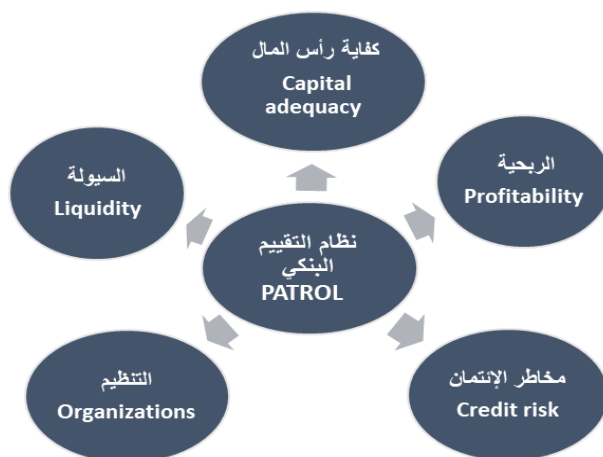 كفاية رأس المال
Capital
adequacy
السيولة
Liquidity
الربحية
Profitability
نظام التقييم
البنكي
PATROL
التنظيم
Organizations
مخاطر الإئتمان
Credit risk